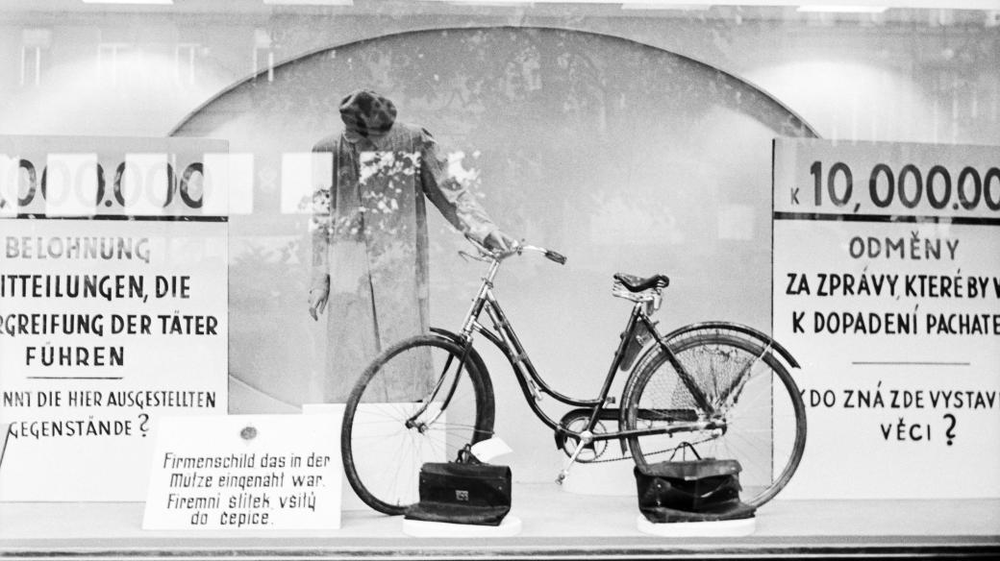 000.000
BELOHNUNG
ITTEILUNGEN, DIE
RGREIFUNG DER TÄTER
FÜHREN
NNT DIE HIER AUSGESTELLTEN
GEGENSTÄNDE?
Firmenschild das in der
Mütze eingenäht war.
Firemní štítek, všitý
do čepice.
K 10,000.00
ODMĚNY
ZA ZPRÁVY, KTERÉ BY V
K DOPADENÍ PACHATE
KDO ZNÁ ZDE VYSTAV
VĚCI?